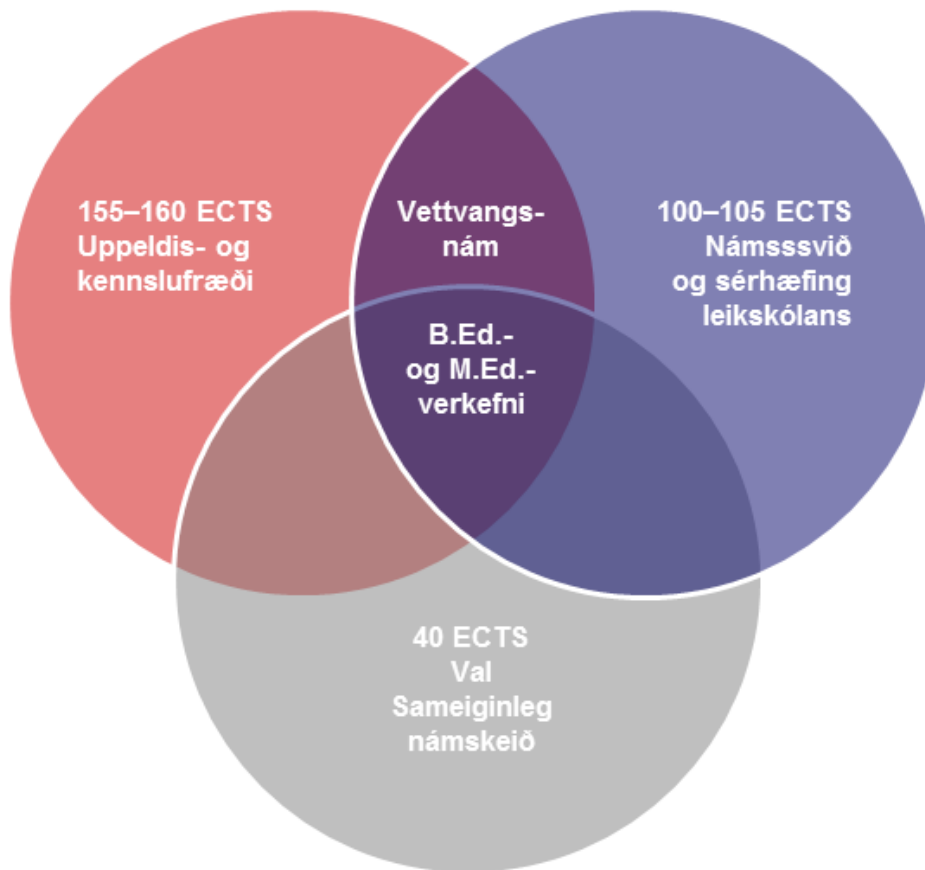 155–160 ECTS
Uppeldis- og
kennslufræði
Vettvangs-
nám
100–105 ECTS
Námsssvið
og sérhæfing
leikskólans
B.Ed.-
og M.Ed.-
verkefni
40 ECTS
Val
Sameiginleg
námskeið